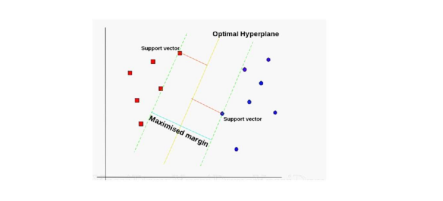 Optimal Hyperplane
Support vector
Support vector
Maximised margin